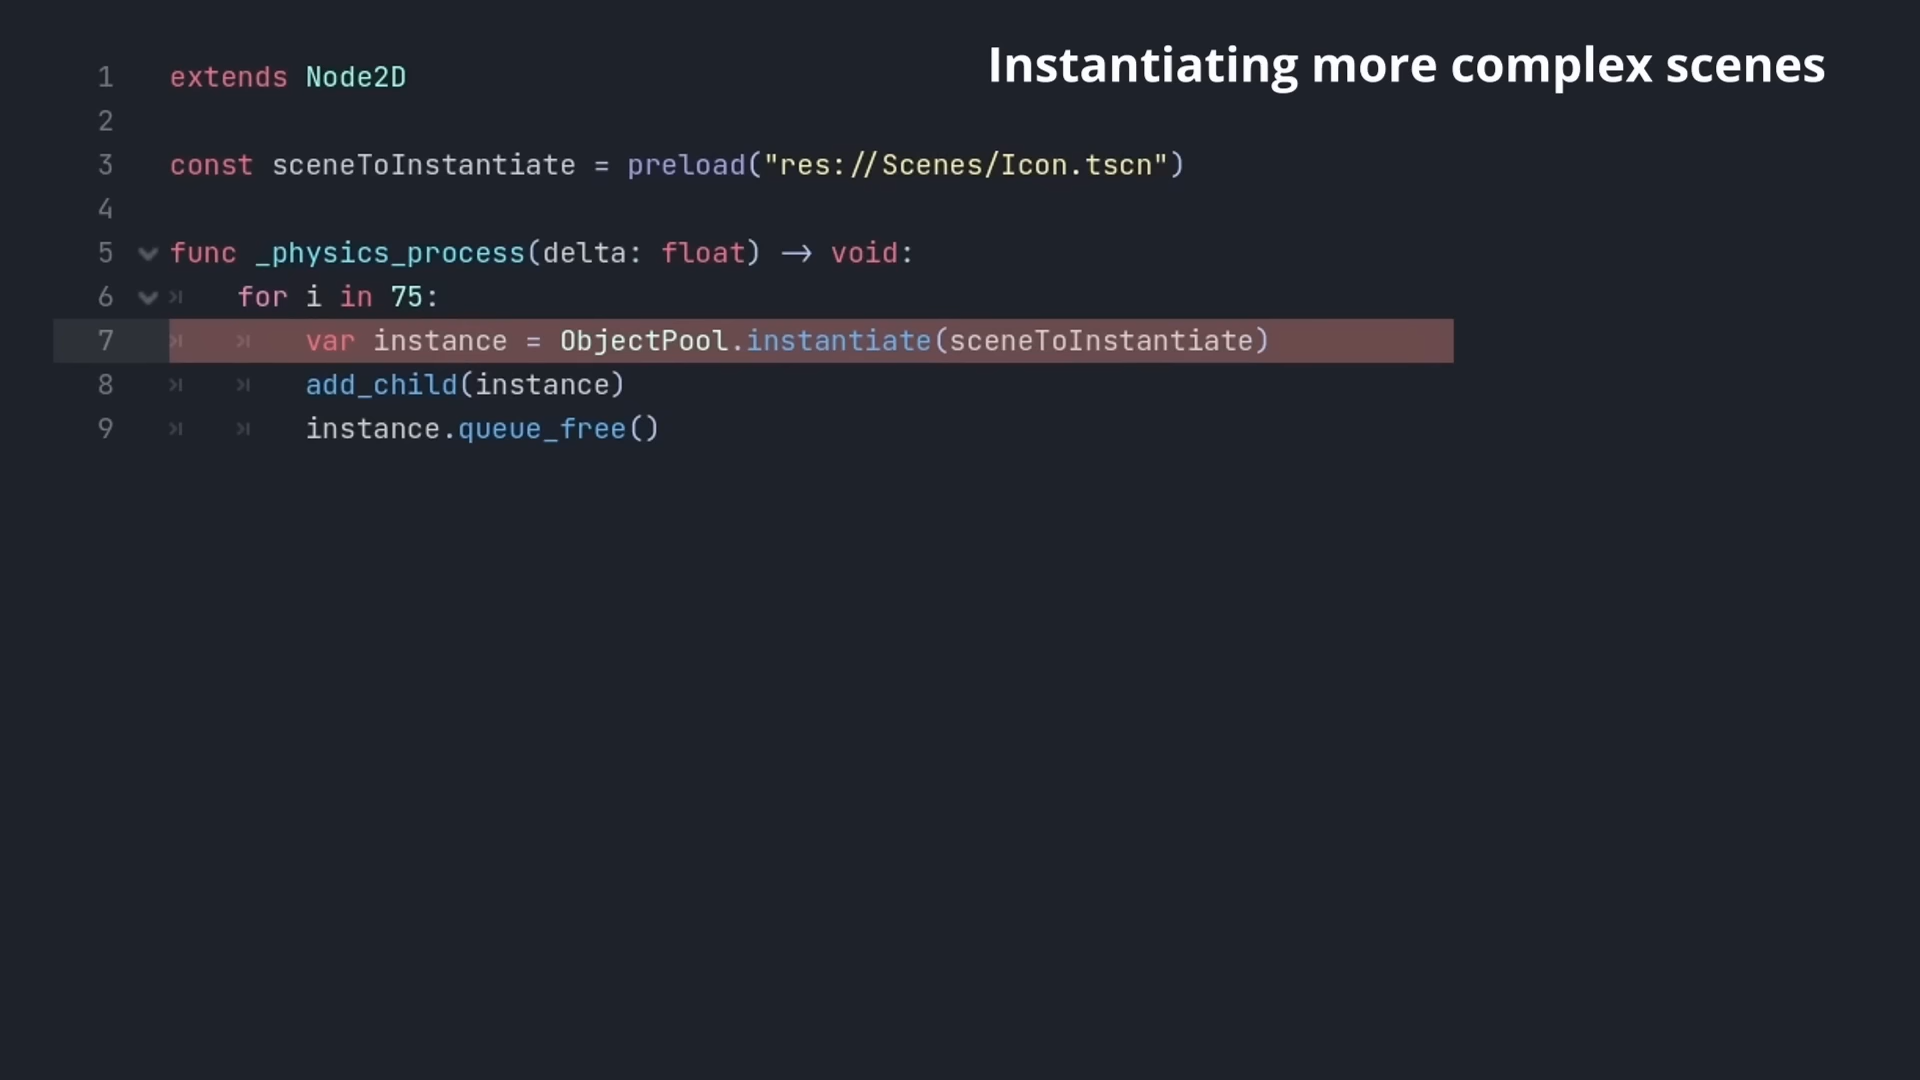 Instantiating more complex scenes
1 extends Node2D
2
3 const sceneToInstantiate = preload("res://Scenes/Icon.tscn")
4
5 func _physics_process(delta: float) -> void:
6 for i in 75:
7 var instance = ObjectPool.instantiate(sceneToInstantiate)
8 add_child(instance)
9 instance.queue_free()